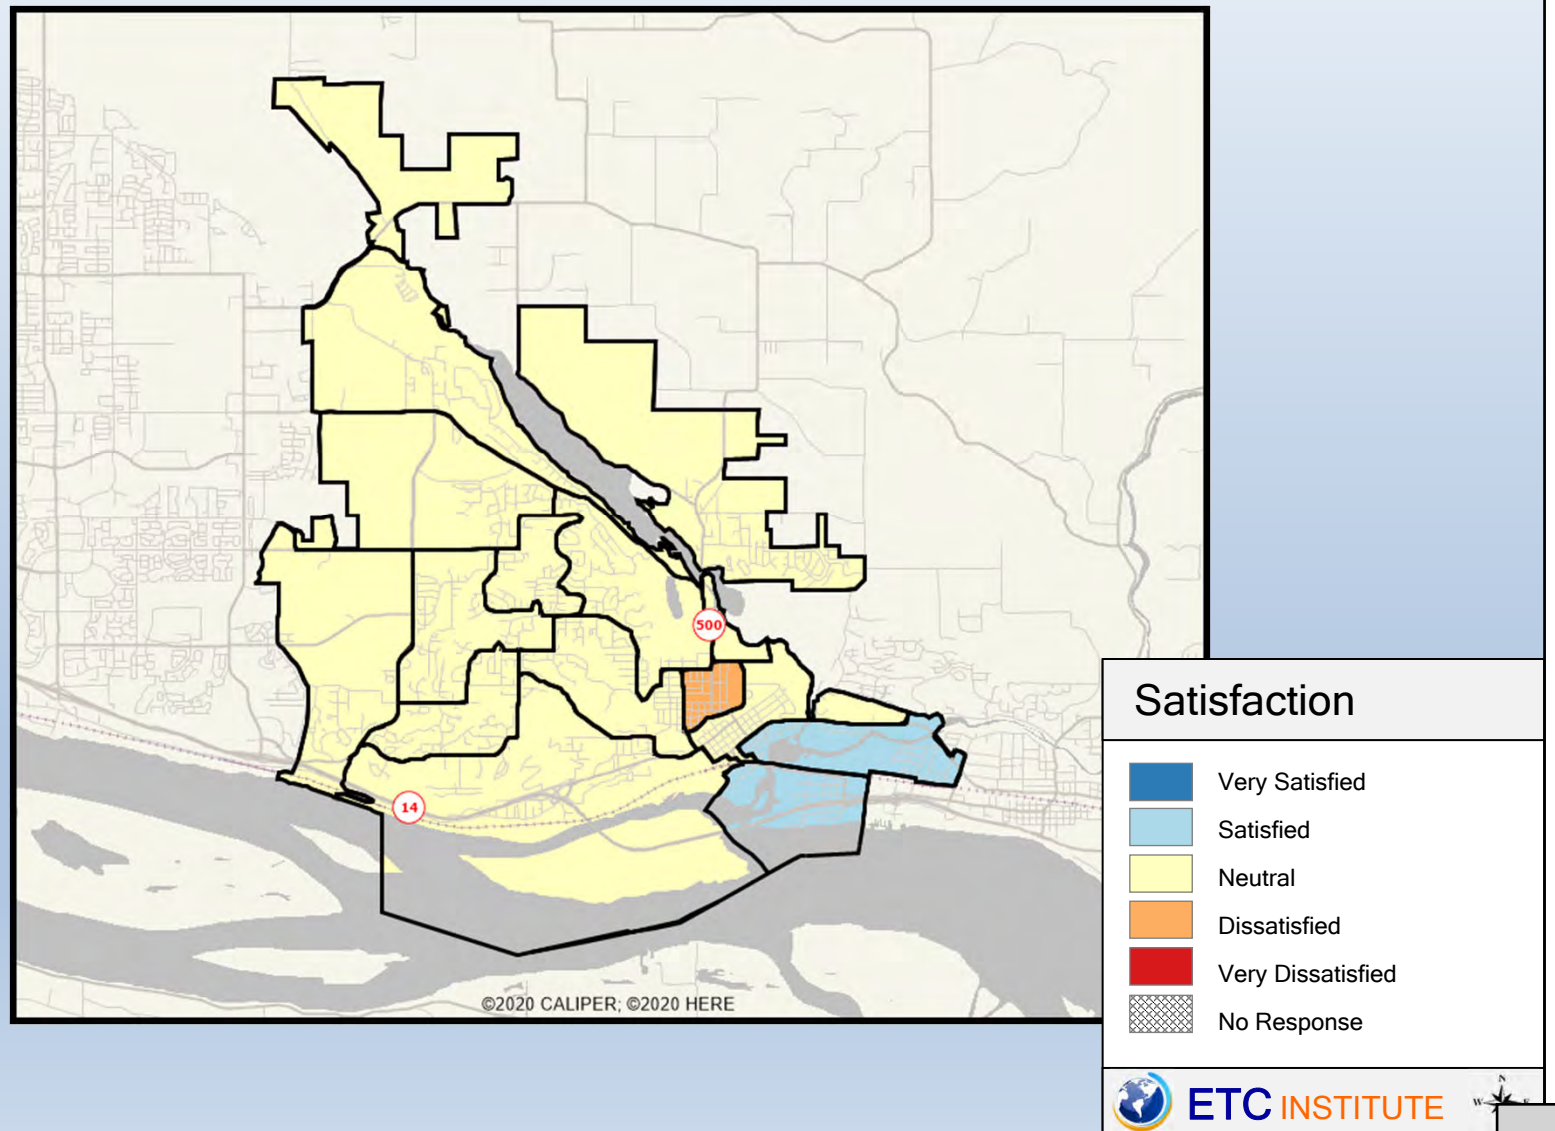 500
14
©2020 CALIPER; ©2020 HERE
Satisfaction
Very Satisfied
Satisfied
Neutral
Dissatisfied
Very Dissatisfied
No Response
ETC INSTITUTE
N
W
E